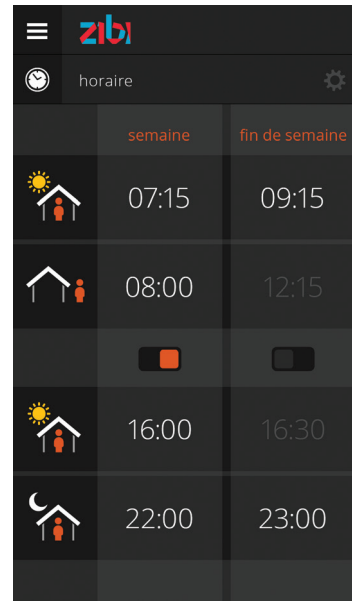 zibi
horaire
semaine fin de semaine
07:15 09:15
08:00 12:15
16:00 16:30
22:00 23:00